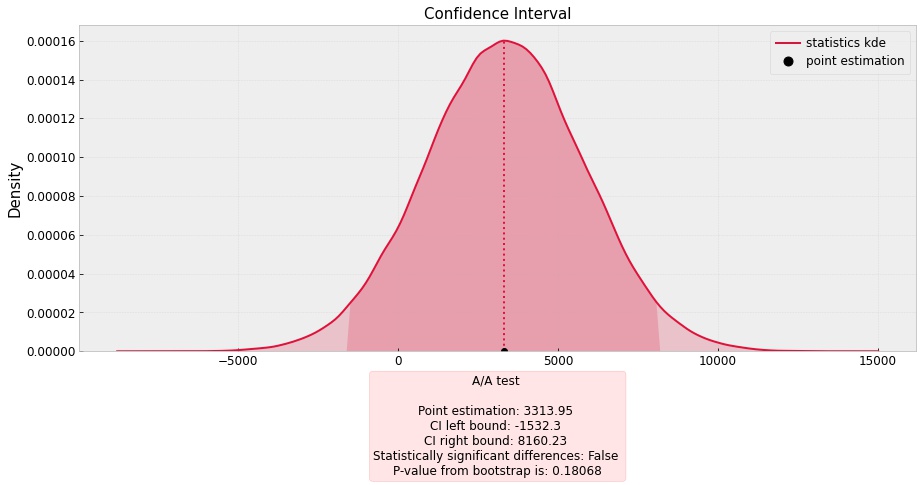 Confidence Interval
statistics kde
point estimation
Density
0.00016
0.00014
0.00012
0.00010
0.00008
0.00006
0.00004
0.00002
0.00000
−5000 0 5000 10000 15000
A/A test
Point estimation: 3313.95
CI left bound: -1532.3
CI right bound: 8160.23
Statistically significant differences: False
P-value from bootstrap is: 0.18068